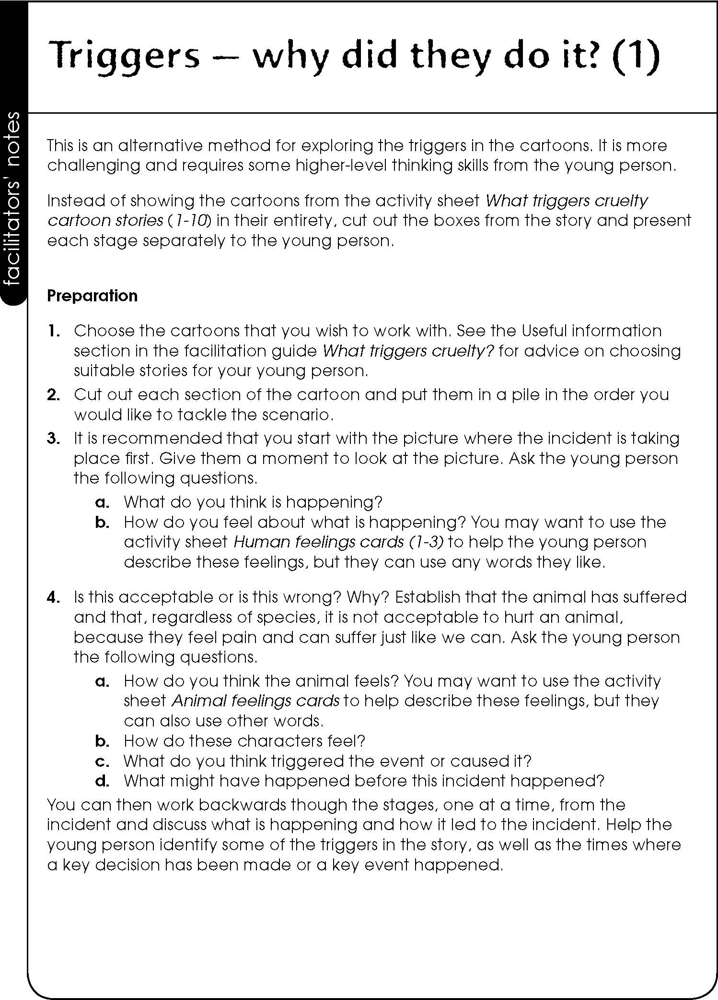 Triggers – why did they do it? (1)
facilitators' notes
This is an alternative method for exploring the triggers in the cartoons. It is more
challenging and requires some higher-level thinking skills from the young person.
Instead of showing the cartoons from the activity sheet What triggers cruelty
cartoon stories (1-10) in their entirety, cut out the boxes from the story and present
each stage separately to the young person.
Preparation
1. Choose the cartoons that you wish to work with. See the Useful information
section in the facilitation guide What triggers cruelty? for advice on choosing
suitable stories for your young person.
2. Cut out each section of the cartoon and put them in a pile in the order you
would like to tackle the scenario.
3. It is recommended that you start with the picture where the incident is taking
place first. Give them a moment to look at the picture. Ask the young person
the following questions.
a. What do you think is happening?
b. How do you feel about what is happening? You may want to use the
activity sheet Human feelings cards (1-3) to help the young person
describe these feelings, but they can use any words they like.
4. Is this acceptable or is this wrong? Why? Establish that the animal has suffered
and that, regardless of species, it is not acceptable to hurt an animal,
because they feel pain and can suffer just like we can. Ask the young person
the following questions.
a. How do you think the animal feels? You may want to use the activity
sheet Animal feelings cards to help describe these feelings, but they
can also use other words.
b. How do these characters feel?
c. What do you think triggered the event or caused it?
d. What might have happened before this incident happened?
You can then work backwards though the stages, one at a time, from the
incident and discuss what is happening and how it led to the incident. Help the
young person identify some of the triggers in the story, as well as the times where
a key decision has been made or a key event happened.